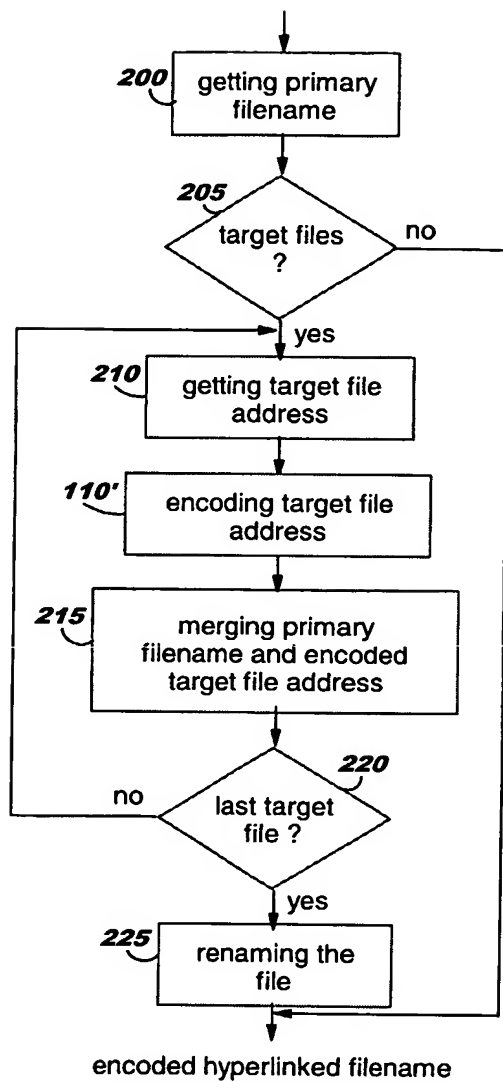 200
getting primary
filename
205
target files
?
no
yes
210
getting target file
address
110'
encoding target file
address
215
merging primary
filename and encoded
target file address
220
no
last target
file ?
yes
225
renaming the
file
encoded hyperlinked filename